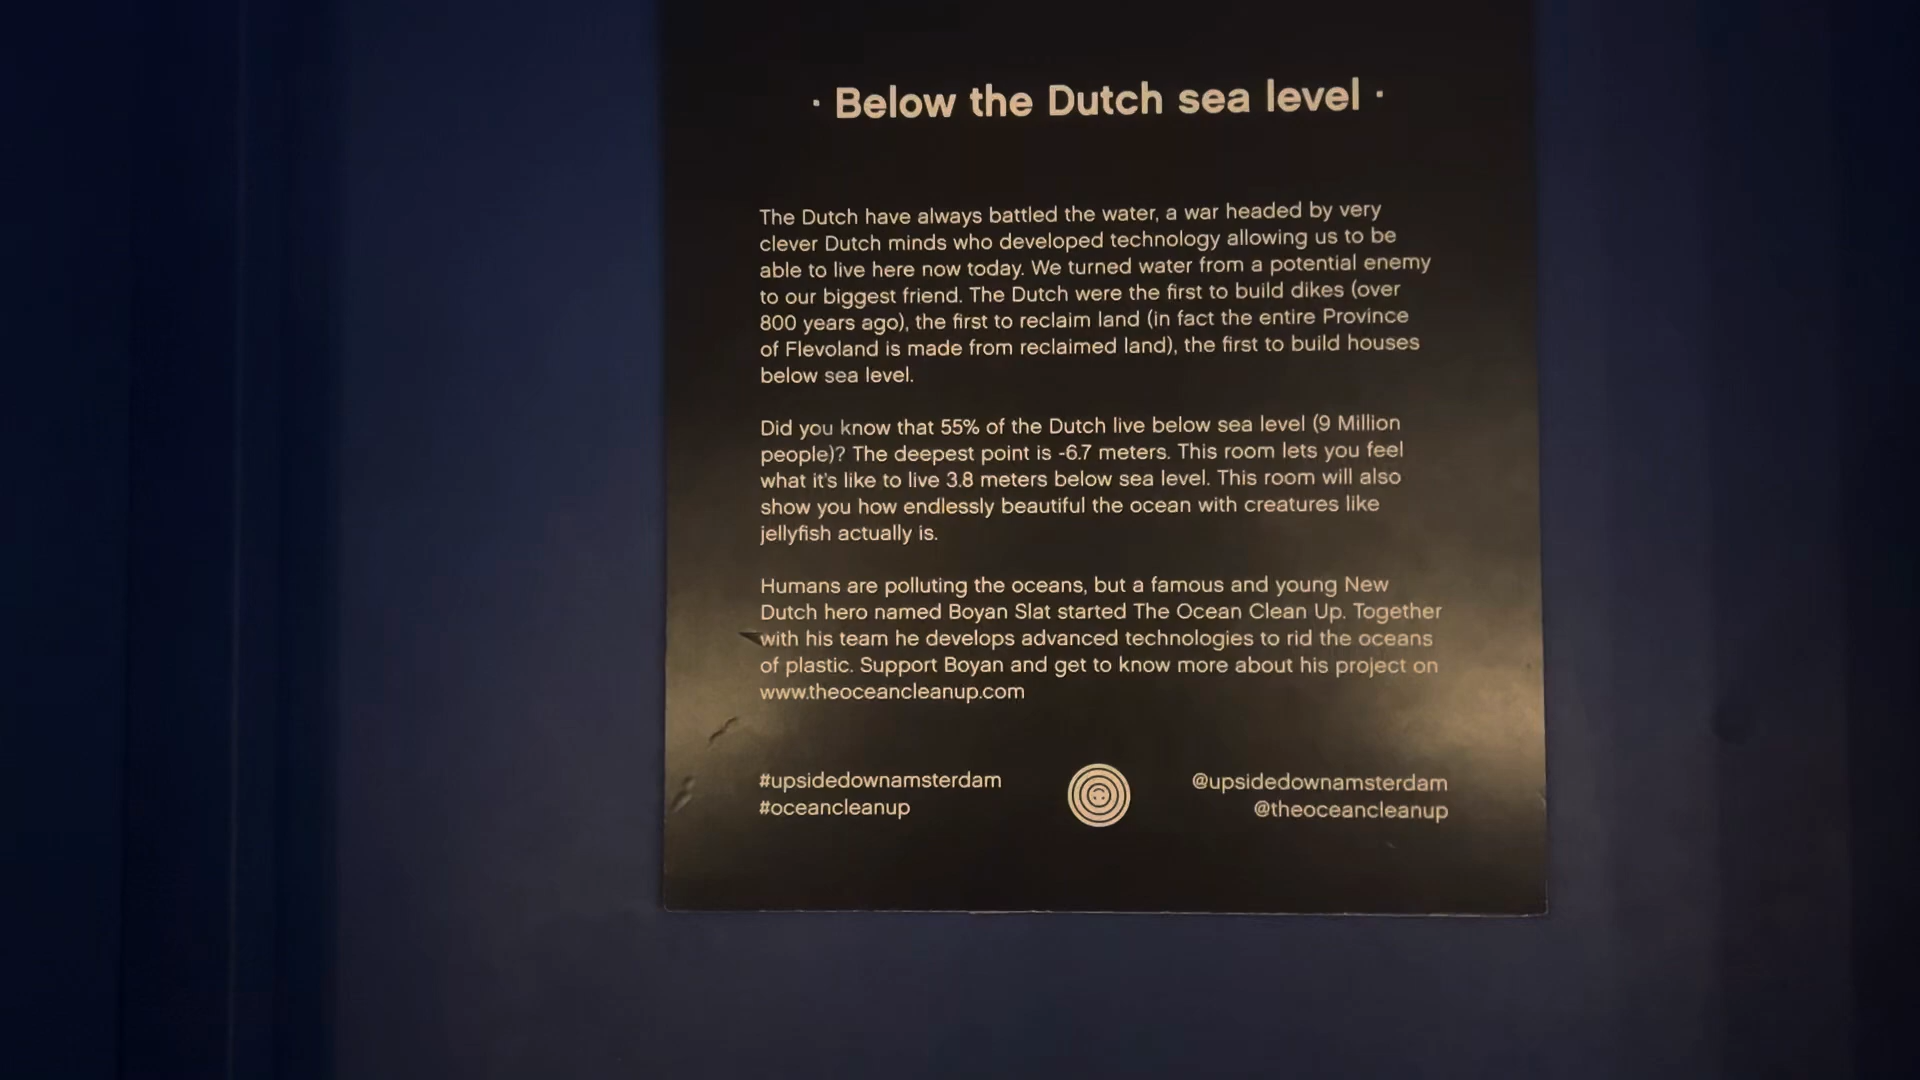 · Below the Dutch sea level ·
The Dutch have always battled the water, a war headed by very
clever Dutch minds who developed technology allowing us to be
able to live here now today. We turned water from a potential enemy
to our biggest friend. The Dutch were the first to build dikes (over
800 years ago), the first to reclaim land (in fact the entire Province
of Flevoland is made from reclaimed land), the first to build houses
below sea level.
Did you know that 55% of the Dutch live below sea level (9 Million
people)? The deepest point is -6.7 meters. This room lets you feel
what it's like to live 3.8 meters below sea level. This room will also
show you how endlessly beautiful the ocean with creatures like
jellyfish actually is.
Humans are polluting the oceans, but a famous and young New
Dutch hero named Boyan Slat started The Ocean Clean Up. Together
with his team he develops advanced technologies to rid the oceans
of plastic. Support Boyan and get to know more about his project on
www.theoceancleanup.com
#upsidedownamsterdam
#oceancleanup
@upsidedownamsterdam
@theoceancleanup